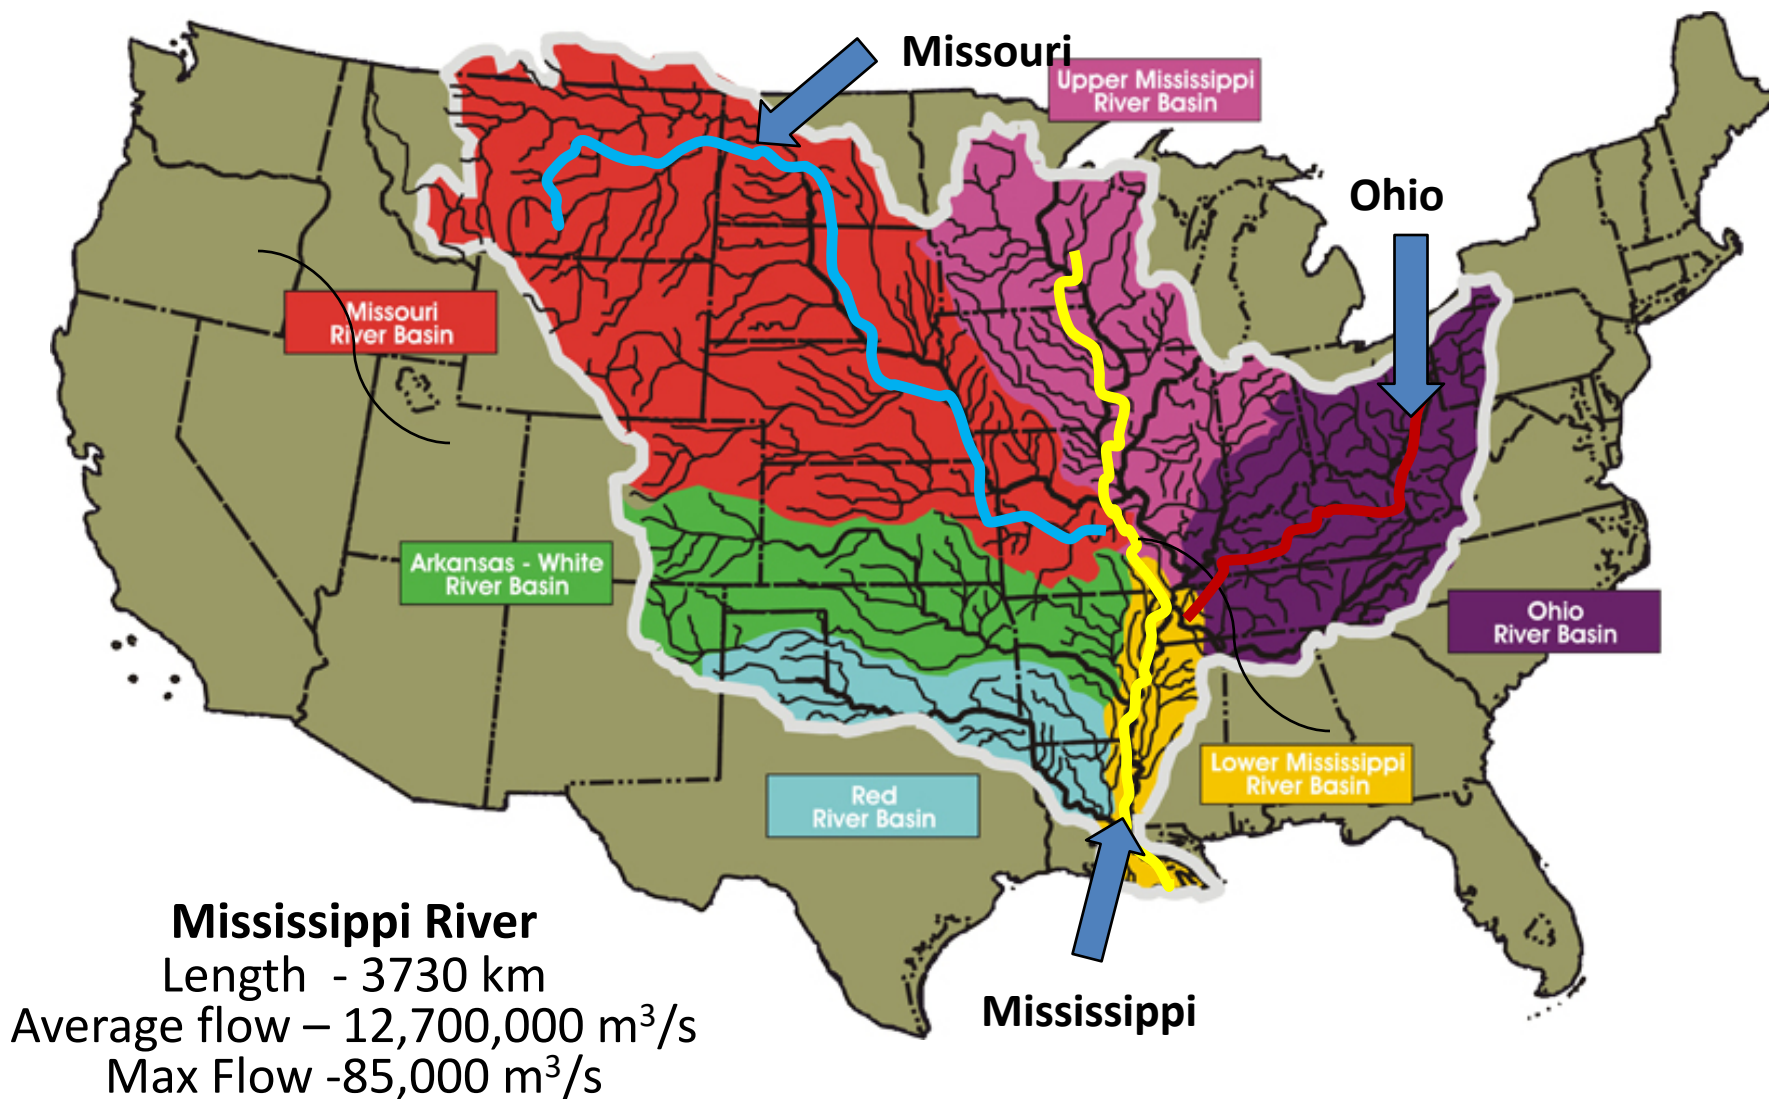 Missouri
Upper Mississippi
River Basin
Ohio
Missouri
River Basin
Arkansas - White
River Basin
Ohio
River Basin
Lower Mississippi
River Basin
Red
River Basin
Mississippi River
Length  - 3730 km
Average flow – 12,700,000 m³/s
Max Flow -85,000 m³/s
Mississippi